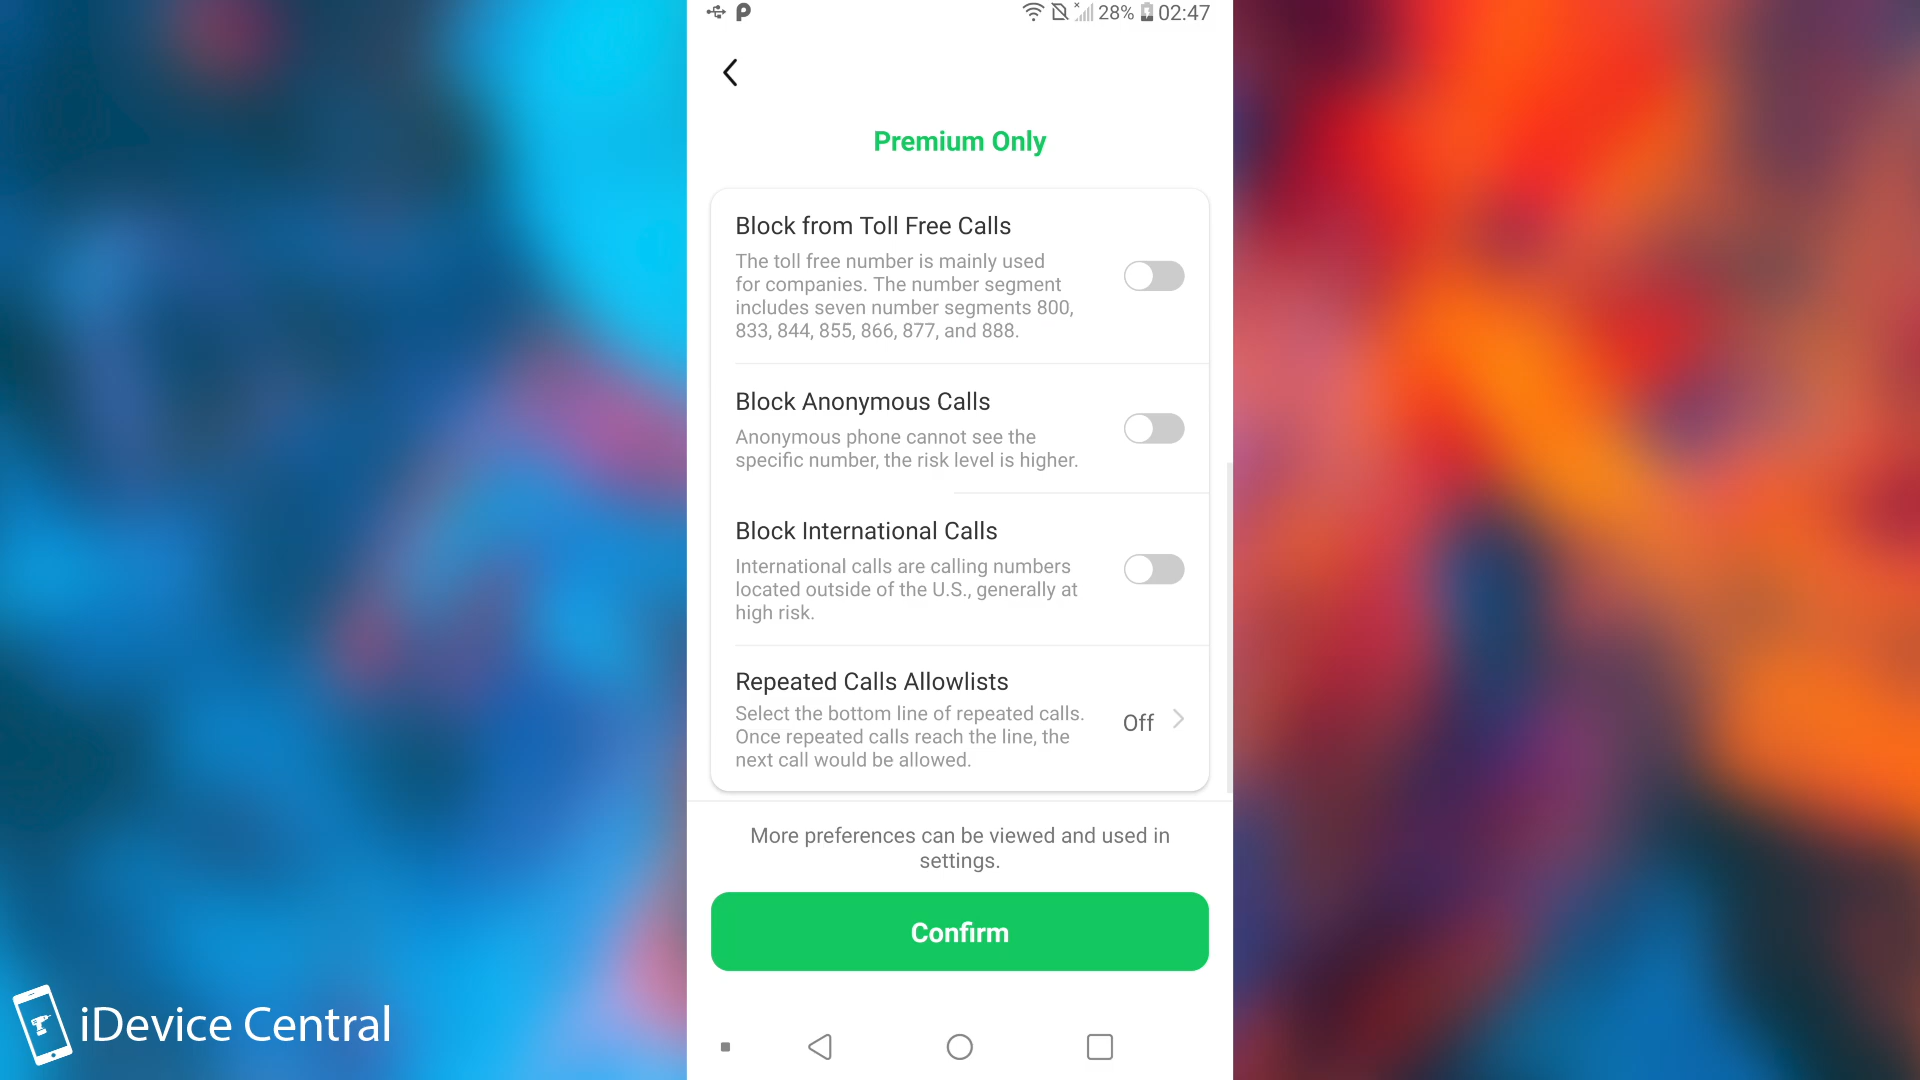 28% 02:47
Premium Only
Block from Toll Free Calls
The toll free number is mainly used
for companies. The number segment
includes seven number segments 800,
833, 844, 855, 866, 877, and 888.
Block Anonymous Calls
Anonymous phone cannot see the
specific number, the risk level is higher.
Block International Calls
International calls are calling numbers
located outside of the U.S., generally at
high risk.
Repeated Calls Allowlists
Select the bottom line of repeated calls.
Once repeated calls reach the line, the
next call would be allowed.
Off
More preferences can be viewed and used in
settings.
Confirm
iDevice Central